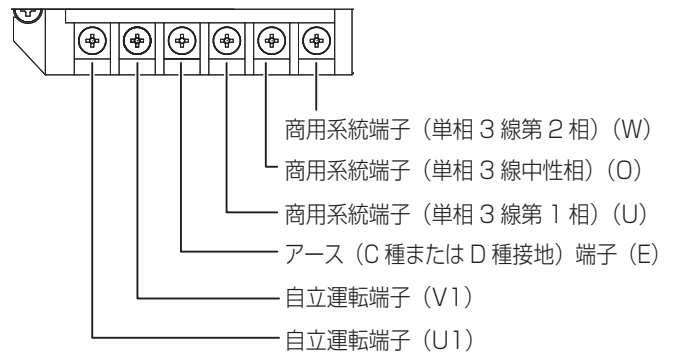 商用系統端子（単相 3 線第 2 相）（W）
商用系統端子（単相 3 線中性相）（O）
商用系統端子（単相 3 線第 1 相）（U）
アース（C 種または D 種接地）端子（E）
自立運転端子（V1）
自立運転端子（U1）